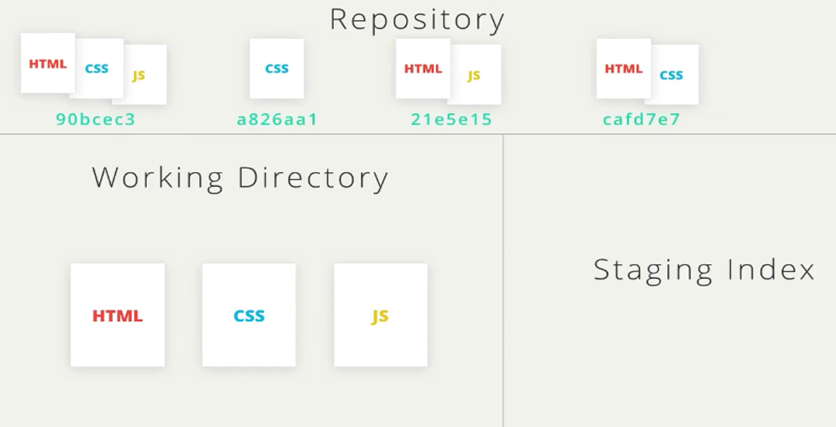 Repository
HTML CSS JS
90bcec3
CSS
a826aa1
HTML JS
21e5e15
HTML CSS
cafd7e7
Working Directory
HTML CSS JS
Staging Index